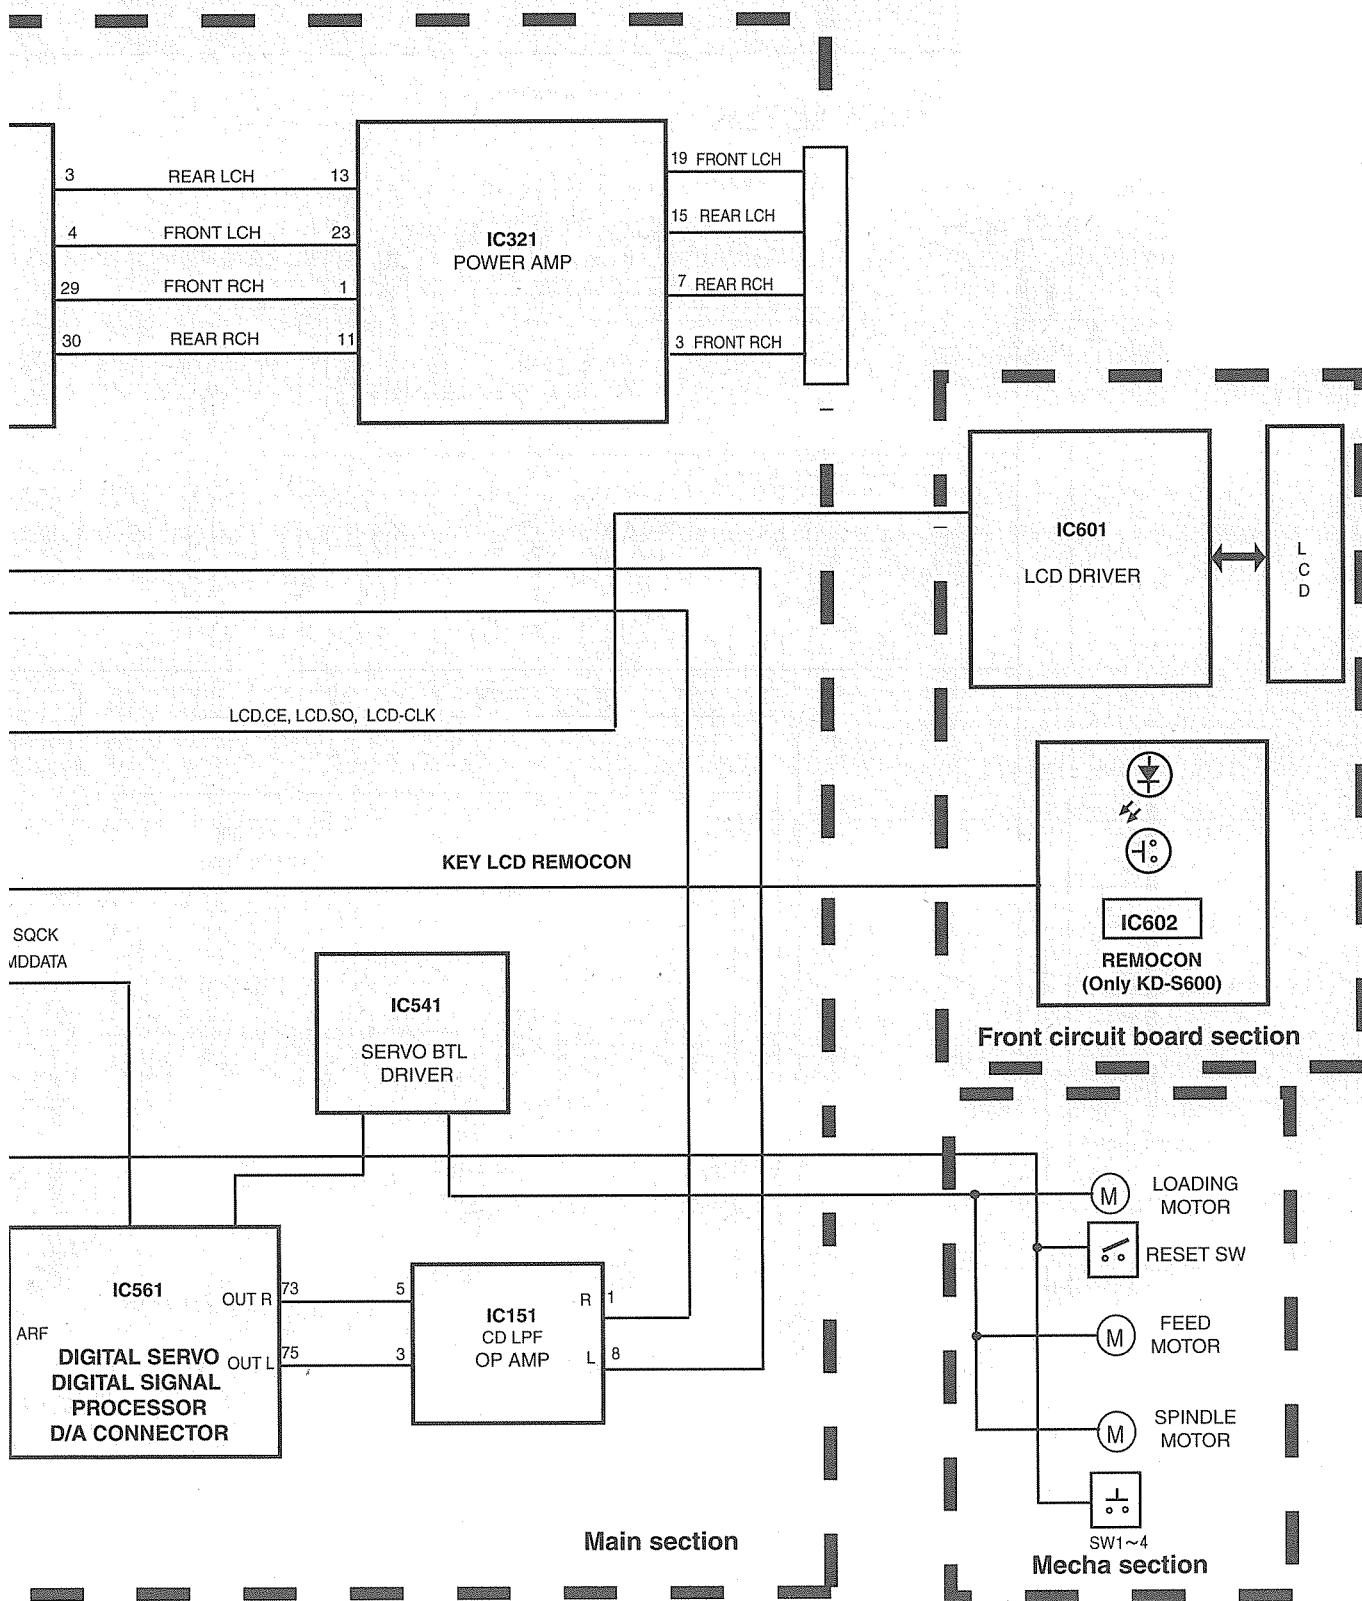 3 REAR LCH 13
4 FRONT LCH 23
29 FRONT RCH 1
30 REAR RCH 11
IC321
POWER AMP
19 FRONT LCH
15 REAR LCH
7 REAR RCH
3 FRONT RCH
IC601
LCD DRIVER
L
C
D
LCD.CE, LCD.SO, LCD-CLK
KEY LCD REMOCON
IC602
REMOCON
(Only KD-S600)
Front circuit board section
SQCK
MDDATA
IC541
SERVO BTL
DRIVER
IC561
ARF
DIGITAL SERVO
DIGITAL SIGNAL
PROCESSOR
D/A CONNECTOR
OUT R 73 5
OUT L 75 3
IC151
CD LPF
OP AMP
R 1
L 8
M LOADING
MOTOR
RESET SW
M FEED
MOTOR
M SPINDLE
MOTOR
SW1~4
Mecha section
Main section